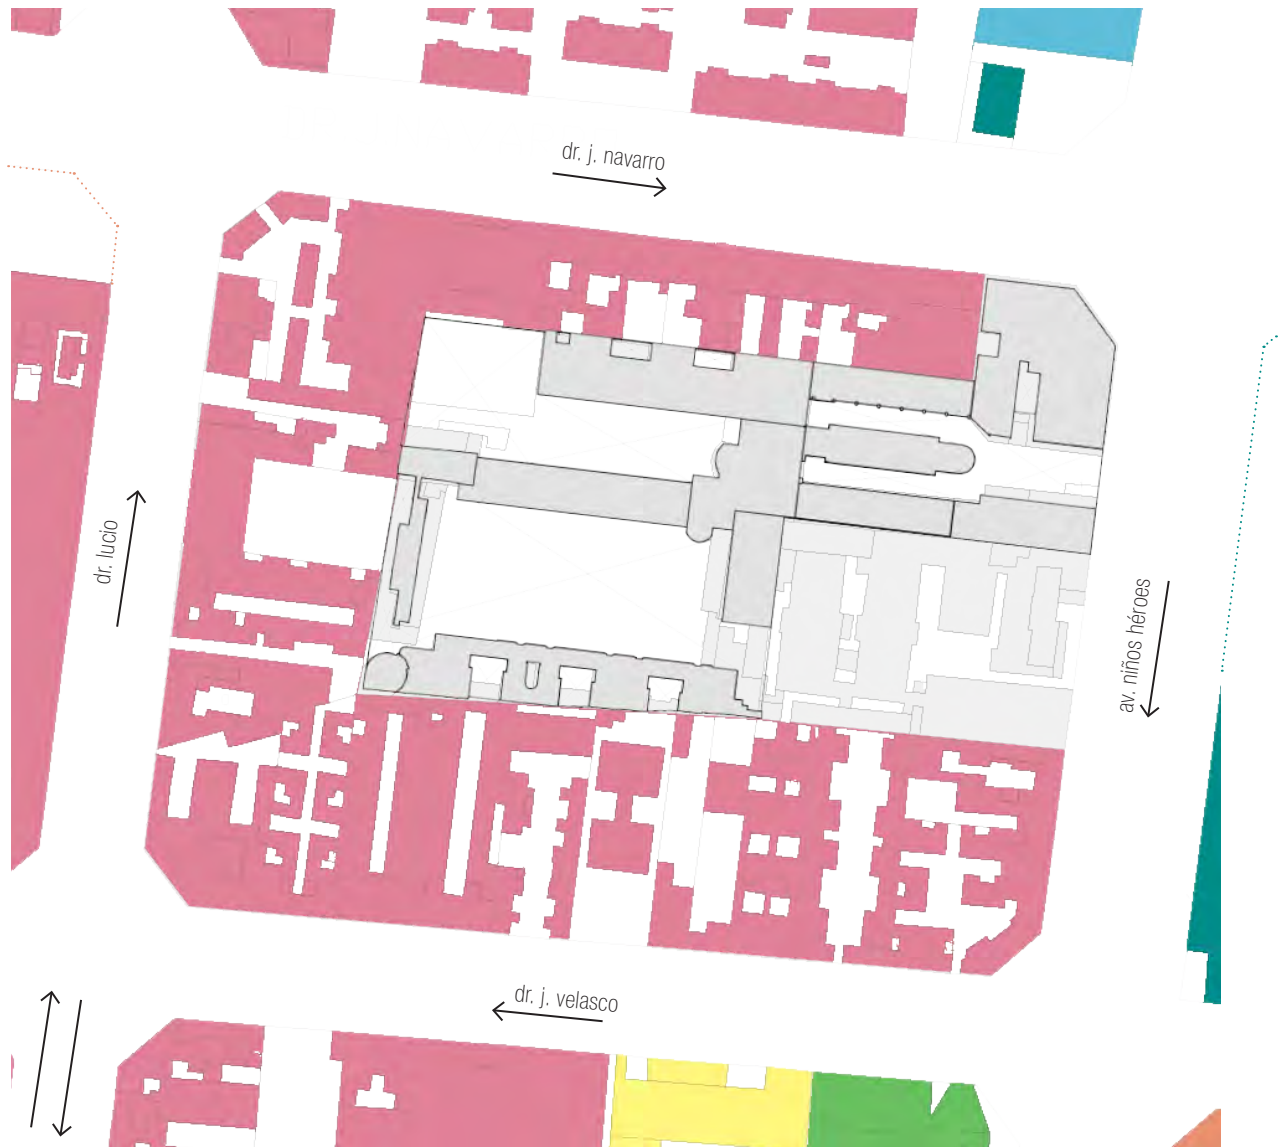 dr. j. navarro
dr. lucio
av. niños héroes
dr. j. velasco